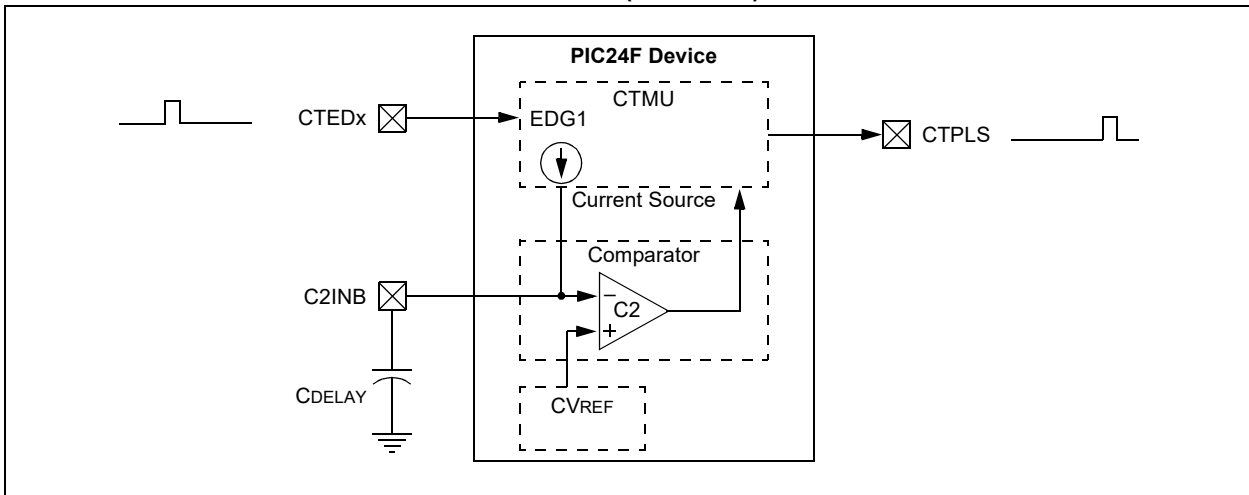 PIC24F Device
CTMU
CTEDx
EDG1
CTPLS
Current Source
Comparator
C2INB
−
C2
+
CDELAY
CVREF